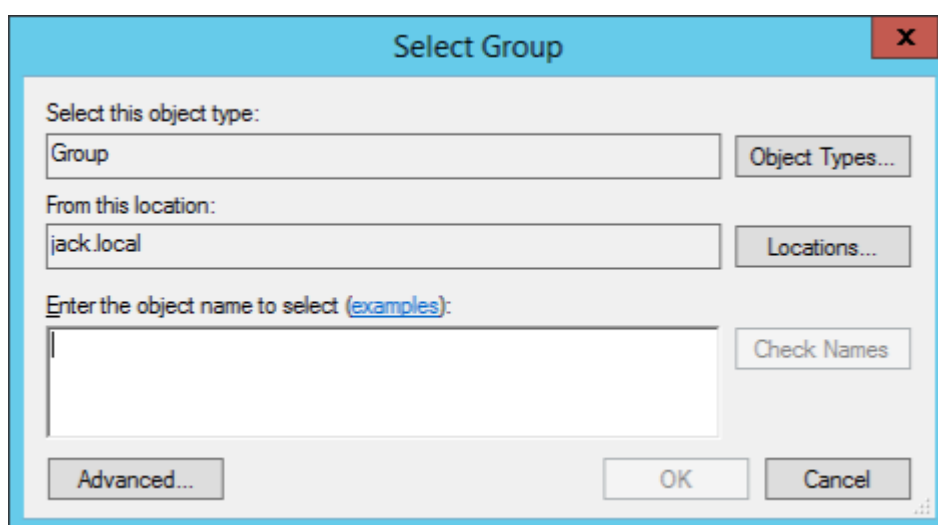 Select Group
x
Select this object type:
Group
Object Types...
From this location:
jack.local
Locations...
Enter the object name to select (examples):
Check Names
Advanced...
OK
Cancel